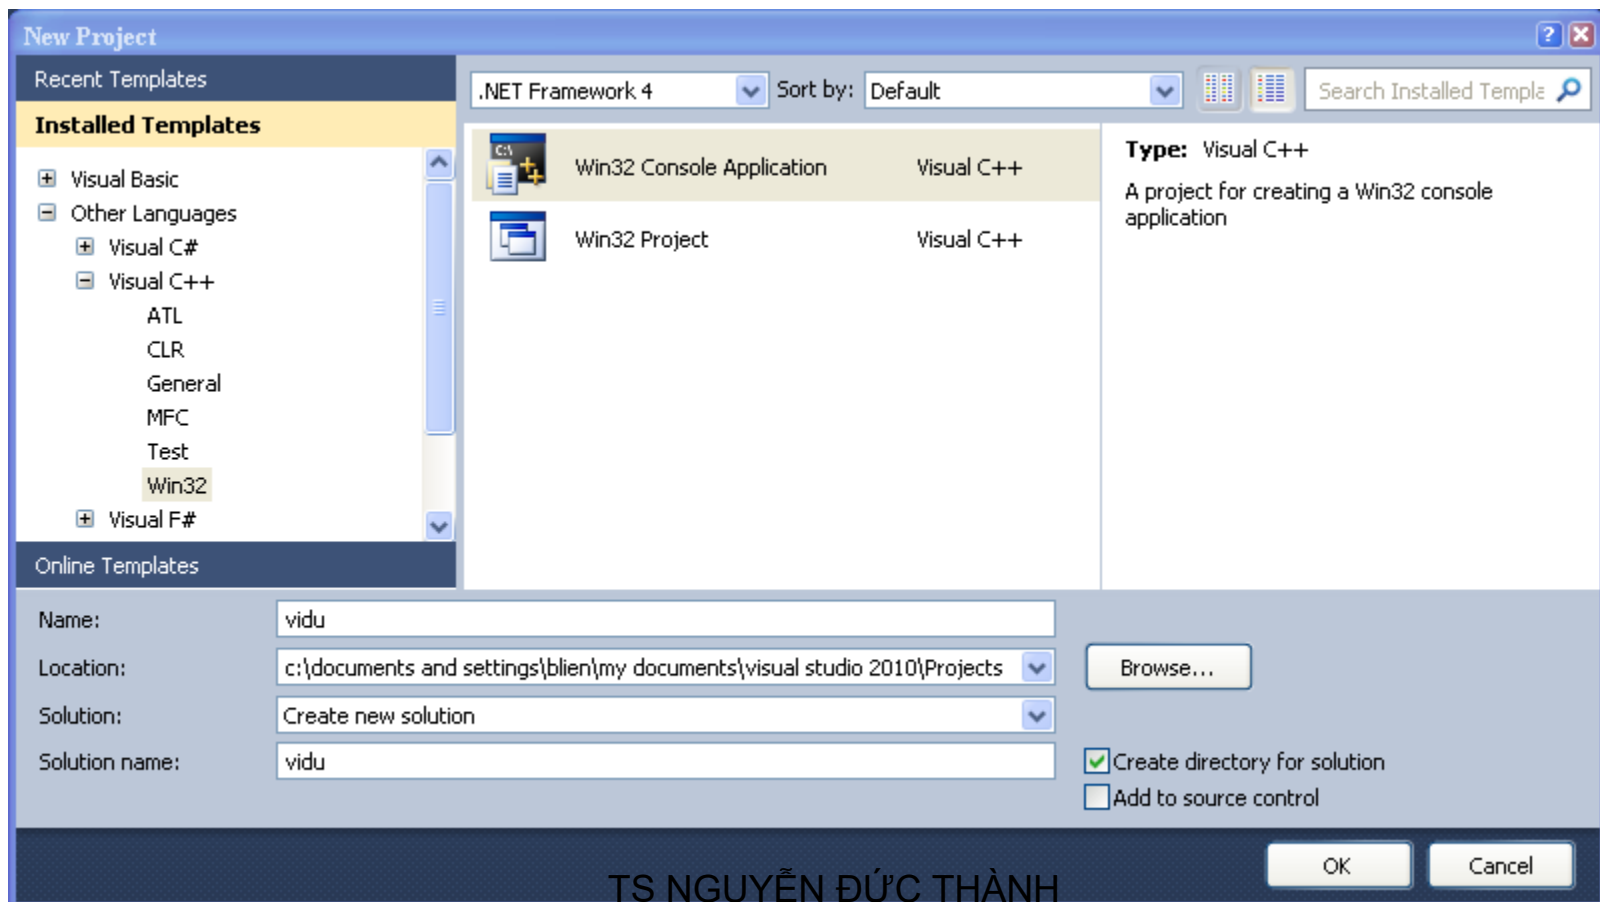 New Project
Recent Templates
Installed Templates
Visual Basic
Other Languages
Visual C#
Visual C++
ATL
CLR
General
MFC
Test
Win32
Visual F#
Online Templates
.NET Framework 4 Sort by: Default Search Installed Templa
C:\
Win32 Console Application Visual C++
Win32 Project Visual C++
Type: Visual C++
A project for creating a Win32 console
application
Name: vidu
Location: c:\documents and settings\blien\my documents\visual studio 2010\Projects Browse...
Solution: Create new solution
Solution name: vidu
Create directory for solution
Add to source control
OK Cancel
TS NGUYỄN ĐỨC THÀNH